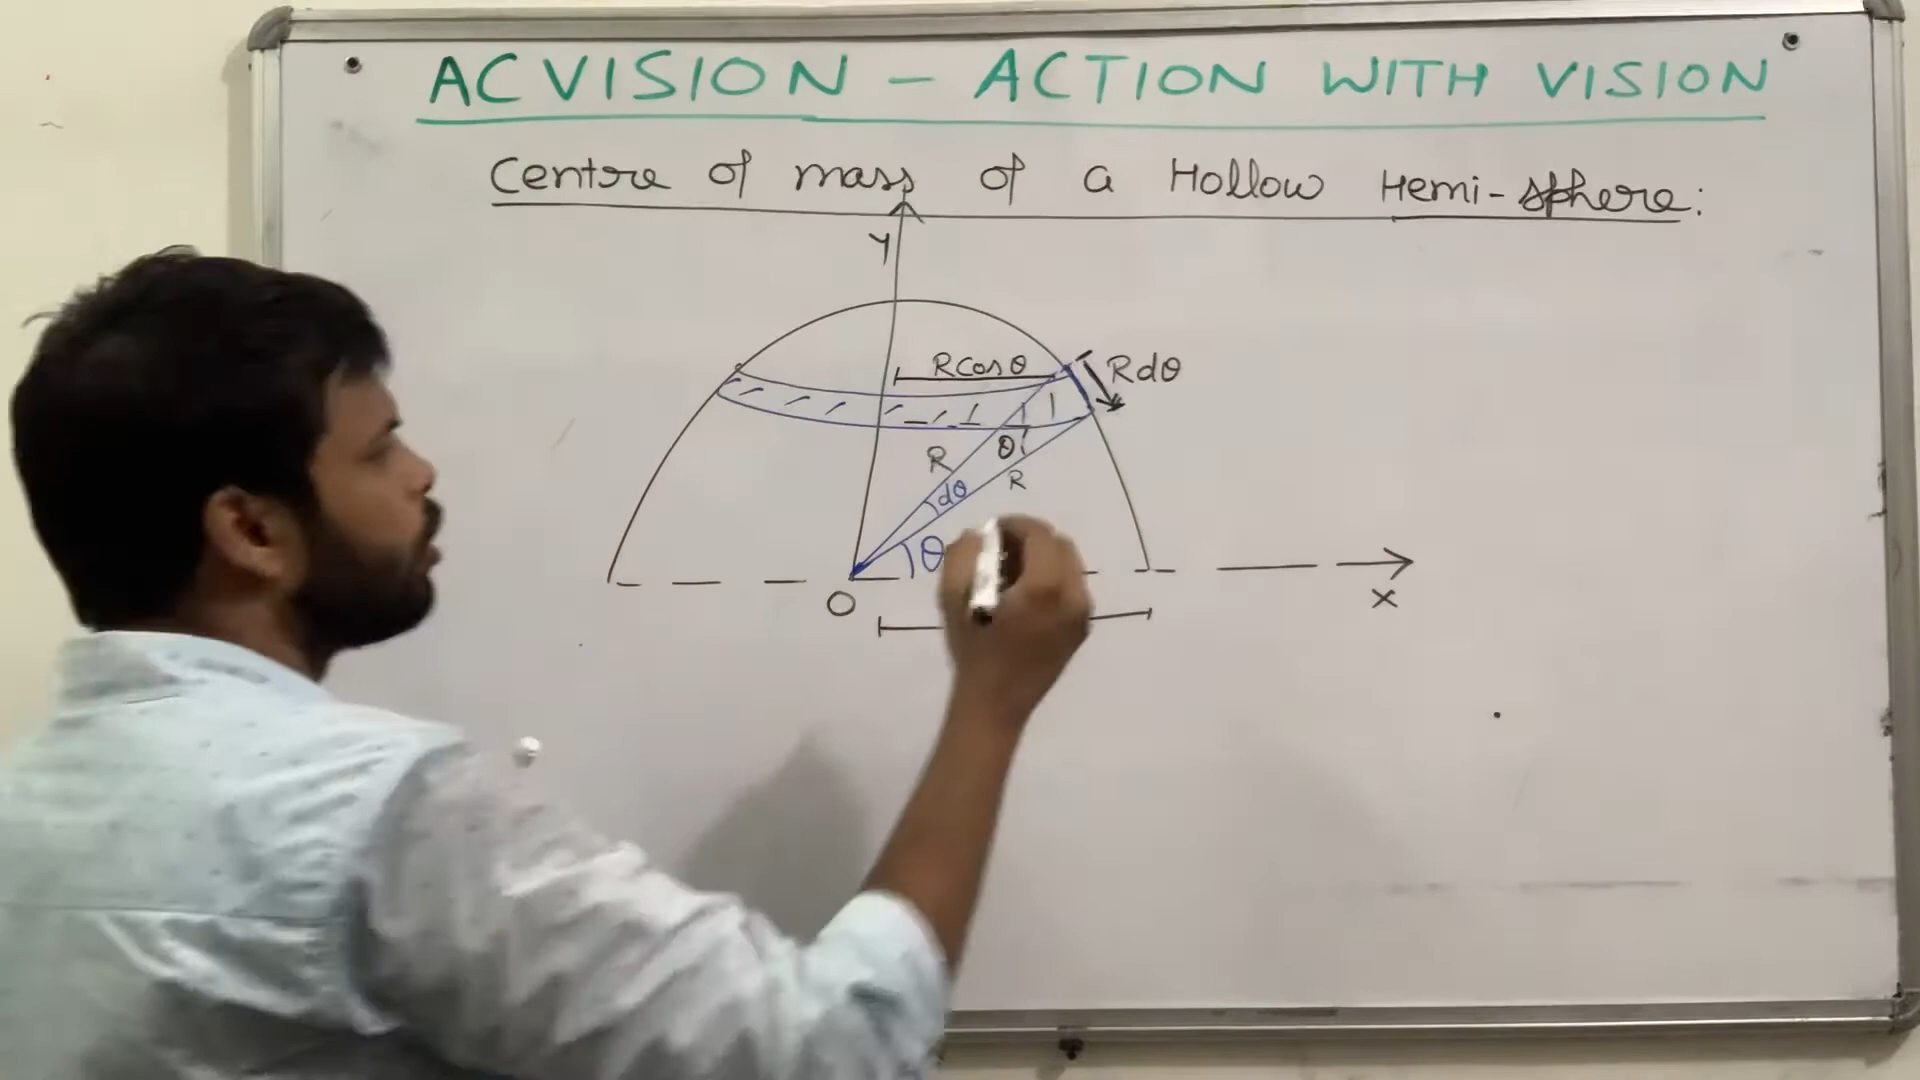 ACVISION - ACTION WITH VISION
Centre of mass of a Hollow Hemi-sphere:
Y
Rcosθ
Rdθ
R
θ
R
dθ
θ
O
X